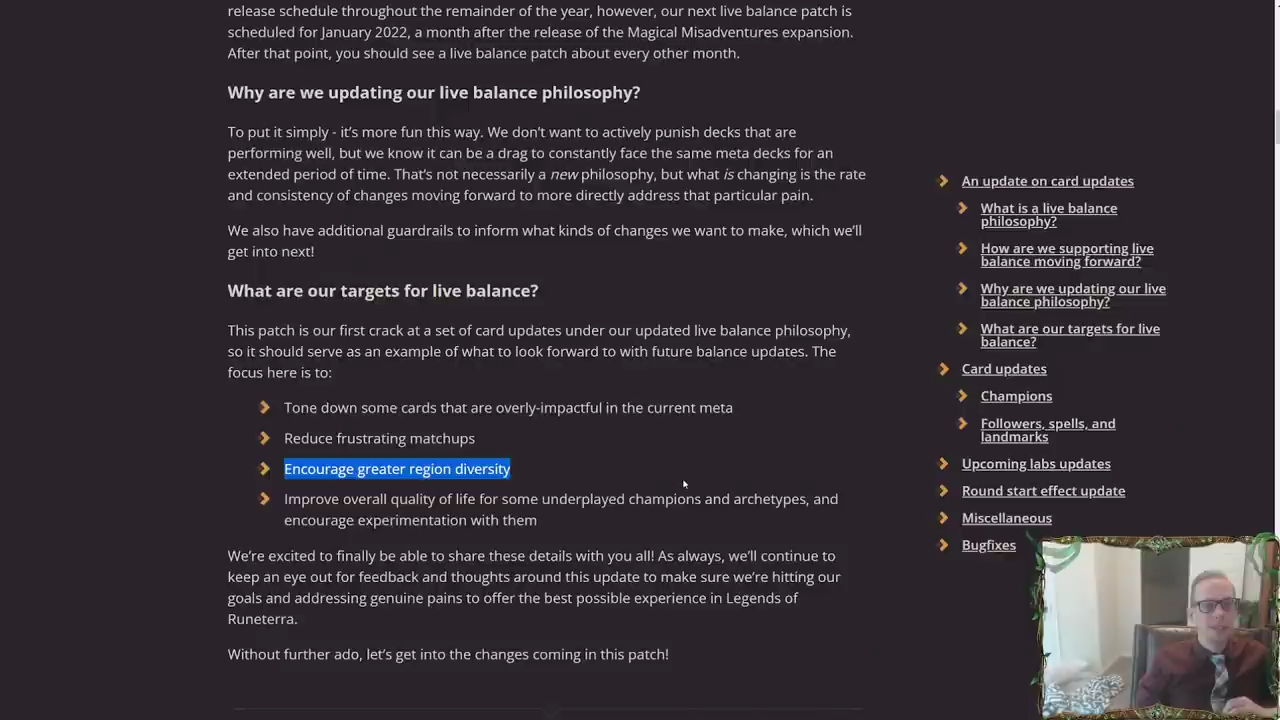 release schedule throughout the remainder of the year, however, our next live balance patch is
scheduled for January 2022, a month after the release of the Magical Misadventures expansion.
After that point, you should see a live balance patch about every other month.
Why are we updating our live balance philosophy?
To put it simply - it's more fun this way. We don't want to actively punish decks that are
performing well, but we know it can be a drag to constantly face the same meta decks for an
extended period of time. That's not necessarily a new philosophy, but what is changing is the rate
and consistency of changes moving forward to more directly address that particular pain.
We also have additional guardrails to inform what kinds of changes we want to make, which we'll
get into next!
What are our targets for live balance?
This patch is our first crack at a set of card updates under our updated live balance philosophy,
so it should serve as an example of what to look forward to with future balance updates. The
focus here is to:
Tone down some cards that are overly-impactful in the current meta
Reduce frustrating matchups
Encourage greater region diversity
Improve overall quality of life for some underplayed champions and archetypes, and
encourage experimentation with them
We're excited to finally be able to share these details with you all! As always, we'll continue to
keep an eye out for feedback and thoughts around this update to make sure we're hitting our
goals and addressing genuine pains to offer the best possible experience in Legends of
Runeterra.
Without further ado, let's get into the changes coming in this patch!
An update on card updates
What is a live balance
philosophy?
How are we supporting live
balance moving forward?
Why are we updating our live
balance philosophy?
What are our targets for live
balance?
Card updates
Champions
Followers, spells, and
landmarks
Upcoming labs updates
Round start effect update
Miscellaneous
Bugfixes